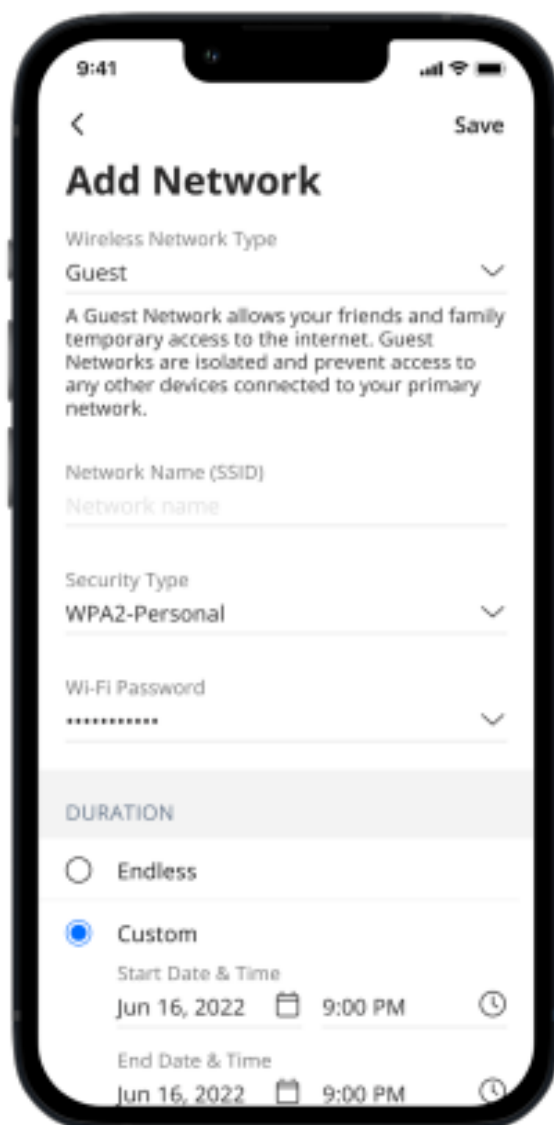 9:41
Save
Add Network
Wireless Network Type
Guest
A Guest Network allows your friends and family
temporary access to the internet. Guest
Networks are isolated and prevent access to
any other devices connected to your primary
network.
Network Name (SSID)
Network name
Security Type
WPA2-Personal
Wi-Fi Password
•••••••••••
DURATION
Endless
Custom
Start Date & Time
Jun 16, 2022 9:00 PM
End Date & Time
Jun 16, 2022 9:00 PM